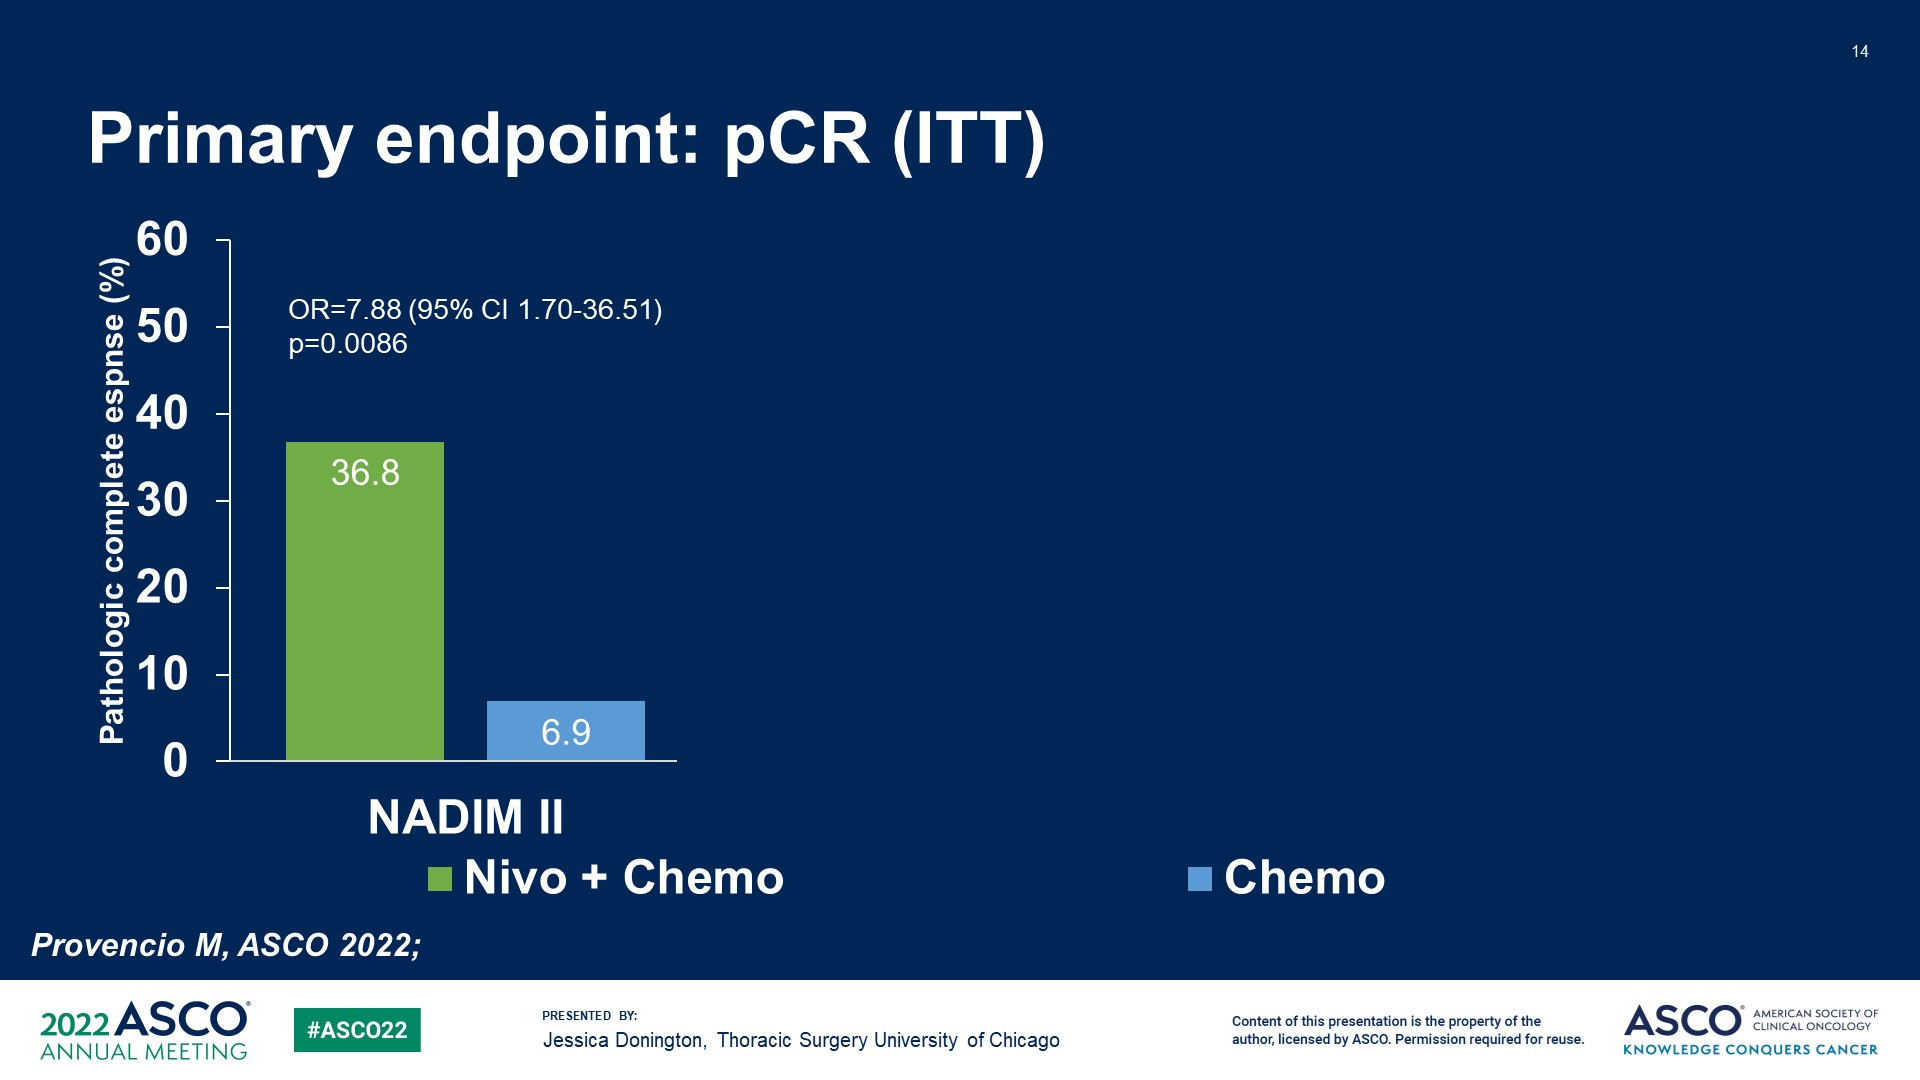 14
Primary endpoint: pCR (ITT)
Pathologic complete espnse (%)
60
50
40
30
20
10
0
OR=7.88 (95% CI 1.70-36.51)
p=0.0086
36.8
6.9
NADIM II
Nivo + Chemo
Chemo
Provencio M, ASCO 2022;
2022 ASCO®
ANNUAL MEETING
#ASCO22
PRESENTED BY:
Jessica Donington, Thoracic Surgery University of Chicago
Content of this presentation is the property of the
author, licensed by ASCO. Permission required for reuse.
ASCO®
AMERICAN SOCIETY OF
CLINICAL ONCOLOGY
KNOWLEDGE CONQUERS CANCER